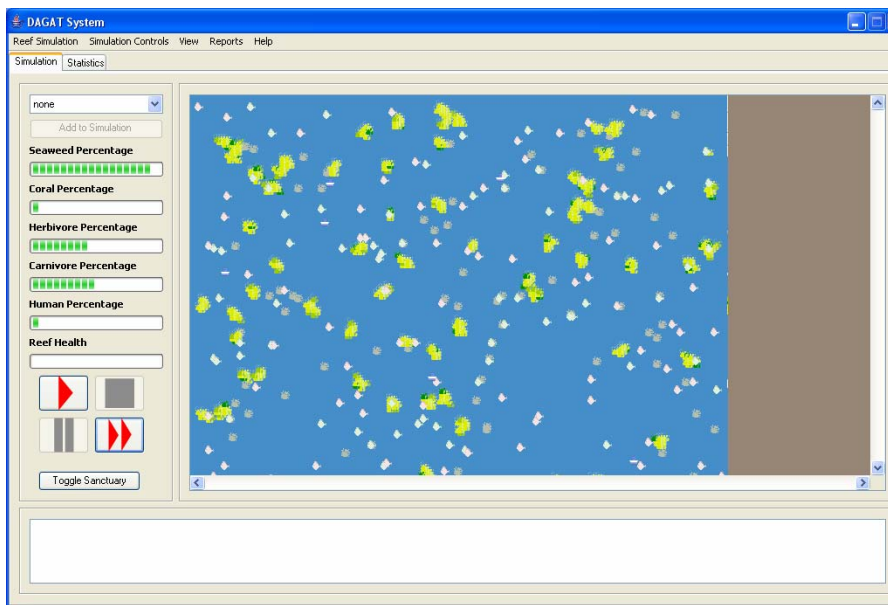 DAGAT System
Reef Simulation Simulation Controls View Reports Help
Simulation Statistics
none
Add to Simulation
Seaweed Percentage
Coral Percentage
Herbivore Percentage
Carnivore Percentage
Human Percentage
Reef Health
Toggle Sanctuary